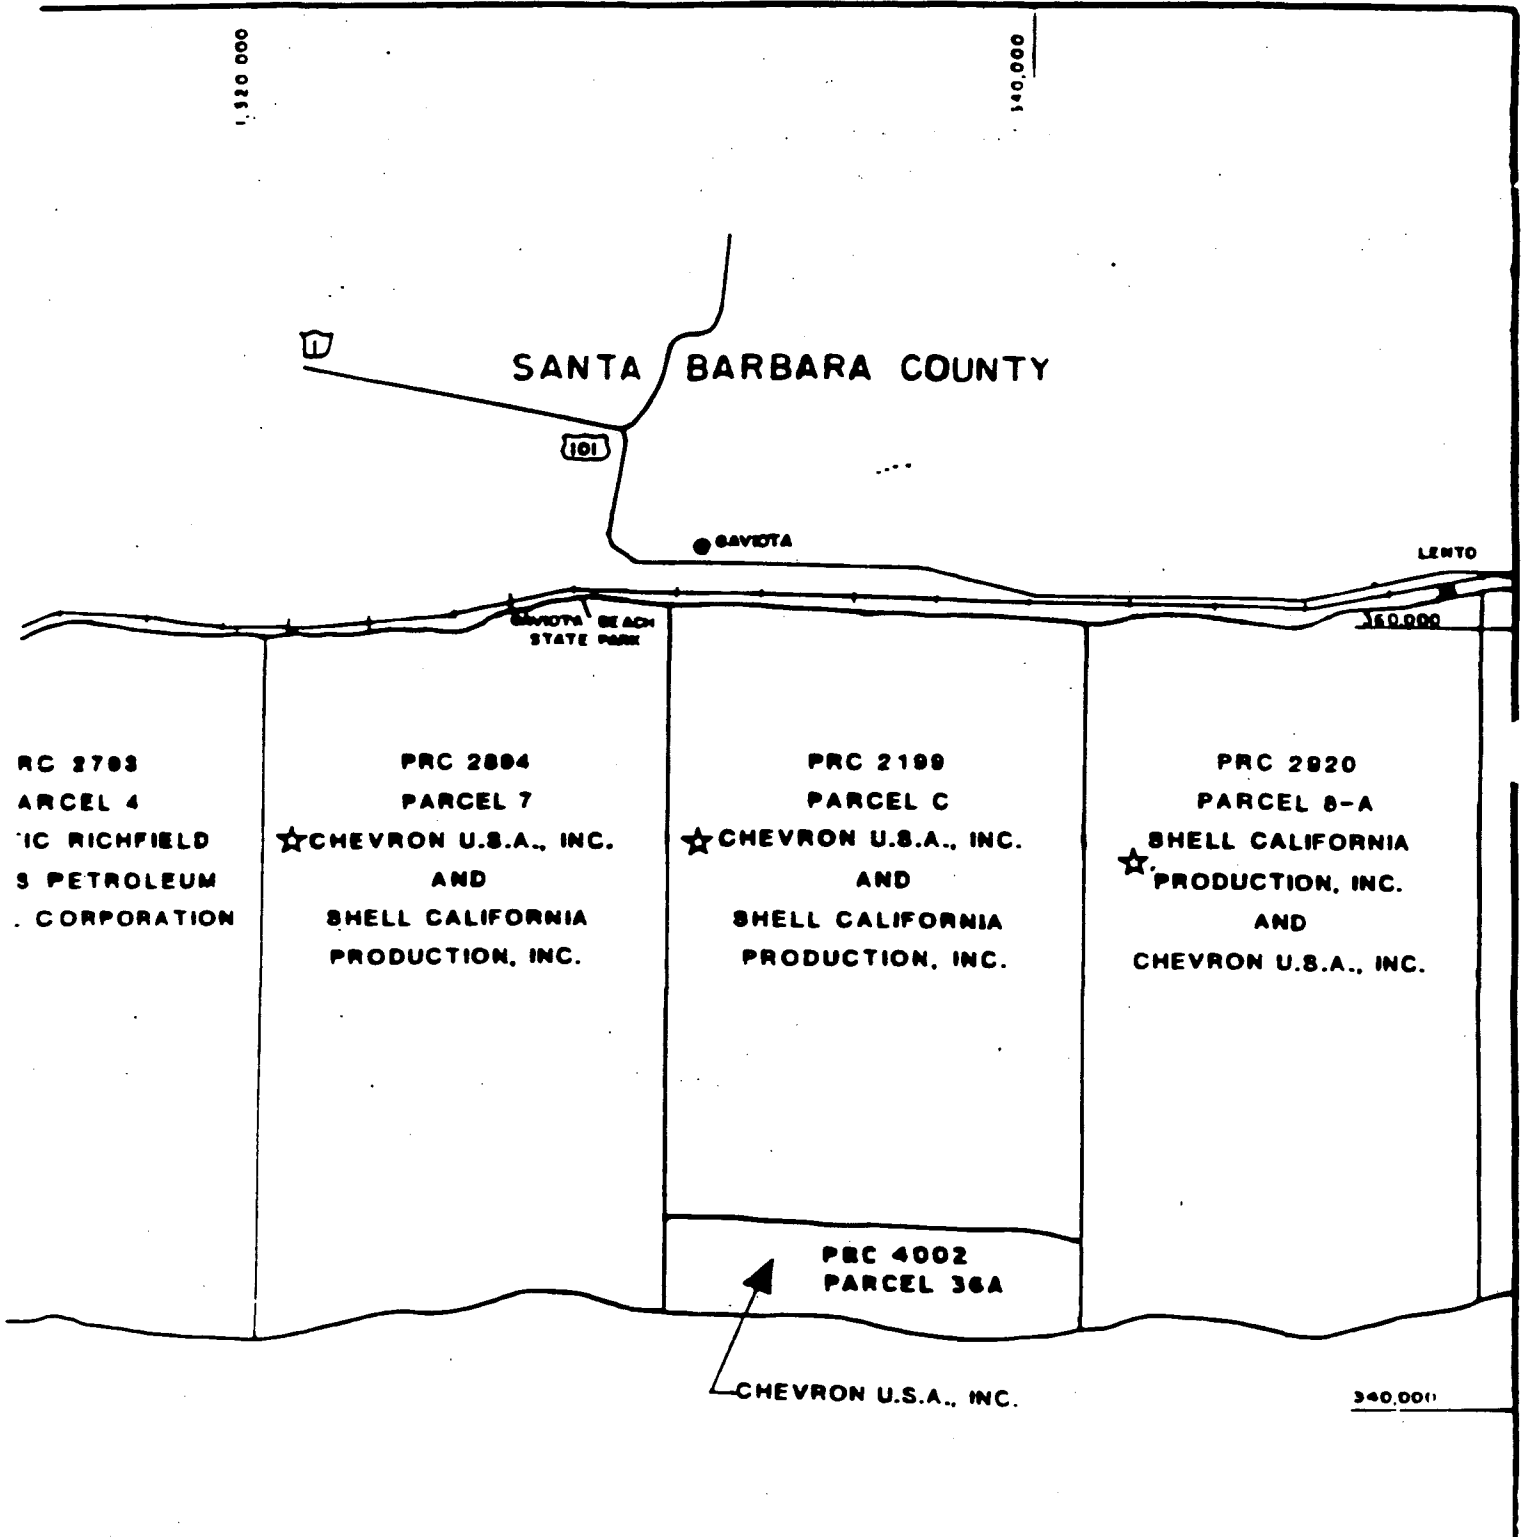 1,320 000
340,000
1
SANTA BARBARA COUNTY
101
GAVIOTA
LENTO
GAVIOTA BEACH
STATE PARK
360,000
RC 2793
ARCEL 4
IC RICHFIELD
S PETROLEUM
. CORPORATION
PRC 2894
PARCEL 7
CHEVRON U.S.A., INC.
AND
SHELL CALIFORNIA
PRODUCTION, INC.
PRC 2199
PARCEL C
CHEVRON U.S.A., INC.
AND
SHELL CALIFORNIA
PRODUCTION, INC.
PRC 2920
PARCEL 8-A
SHELL CALIFORNIA
PRODUCTION, INC.
AND
CHEVRON U.S.A., INC.
PRC 4002
PARCEL 36A
CHEVRON U.S.A., INC.
340,000